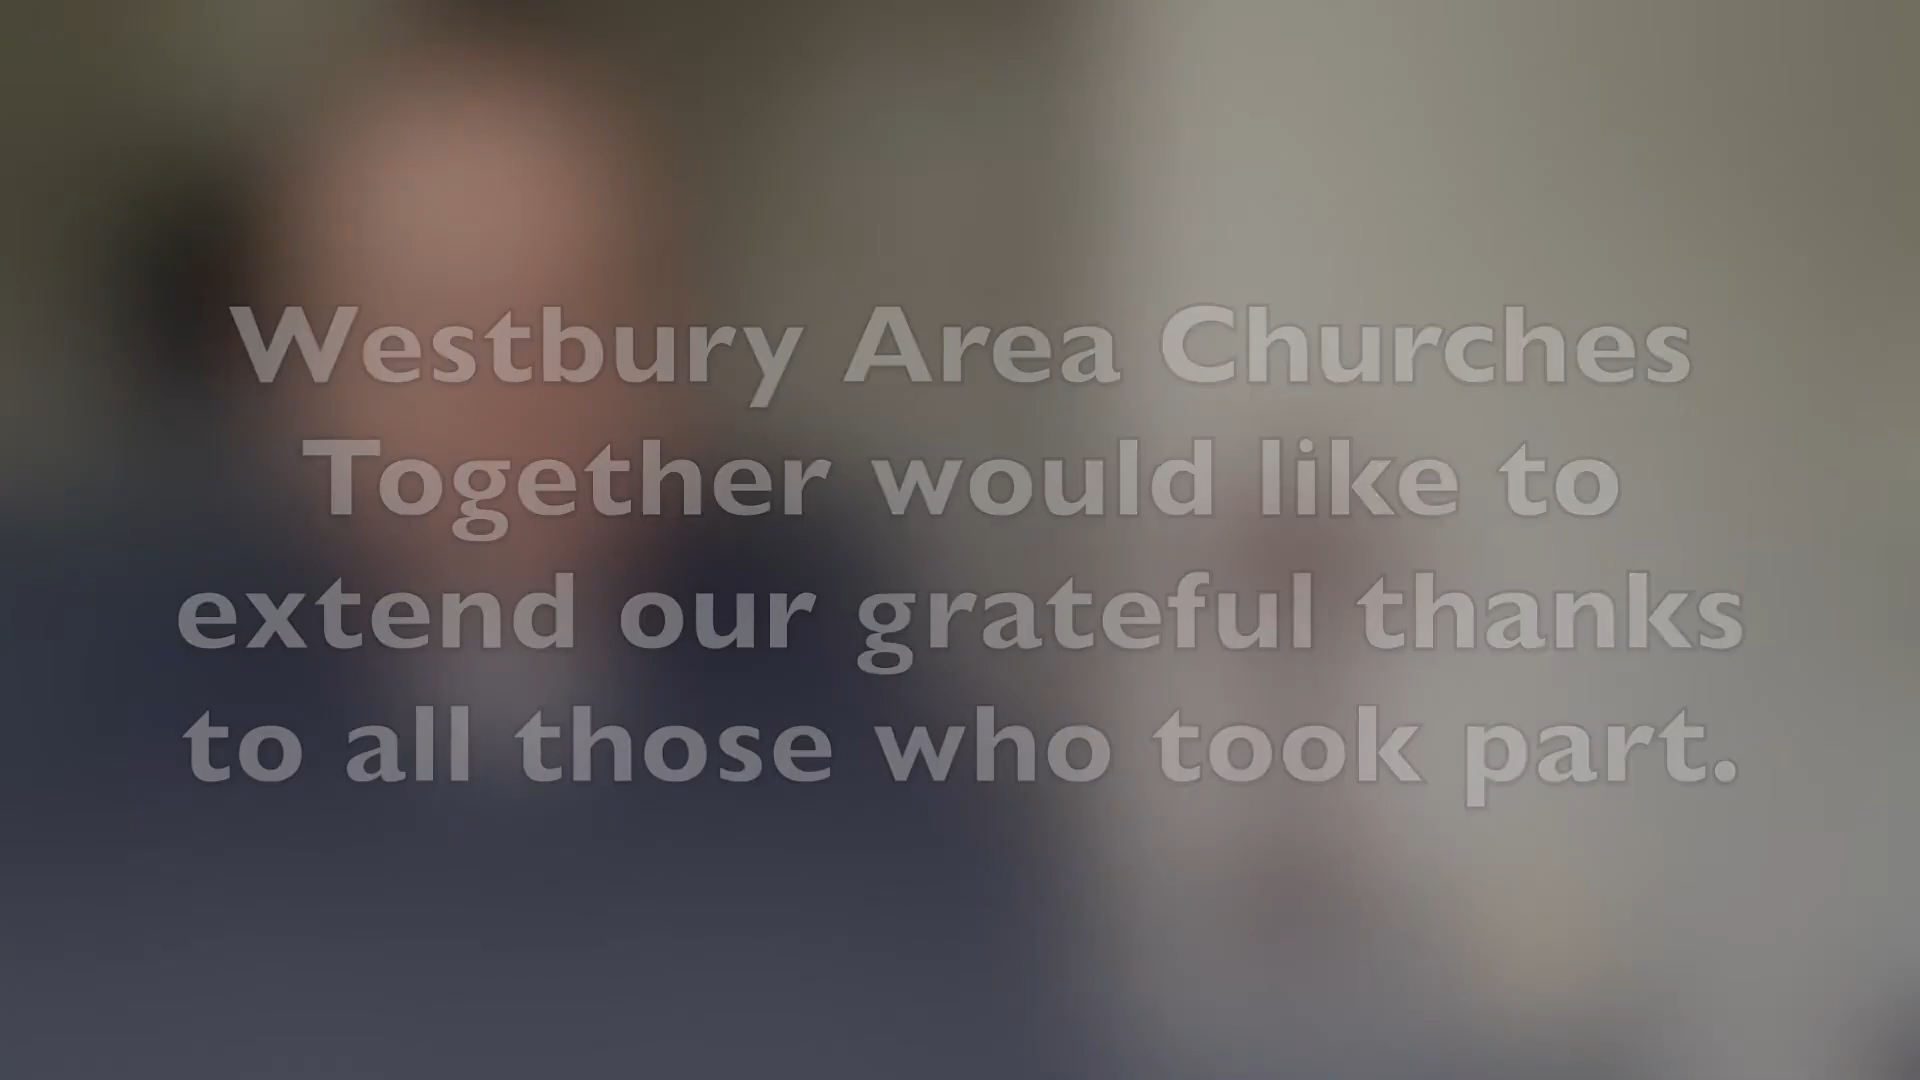 Westbury Area Churches
Together would like to
extend our grateful thanks
to all those who took part.